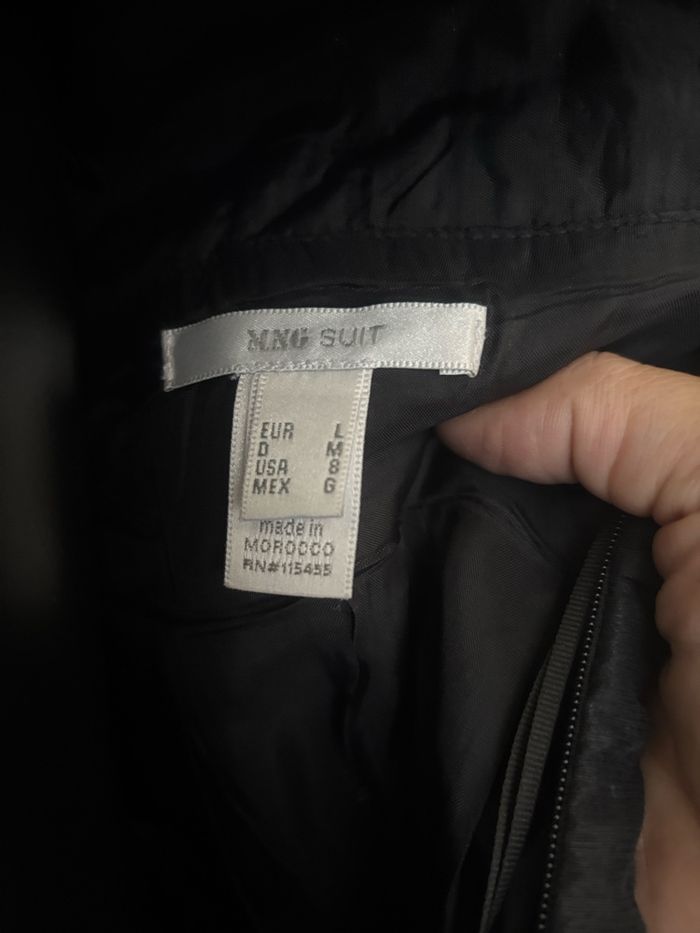 MNG SUIT
EUR L
D M
USA 8
MEX G
made in
MOROCCO
RN#115455